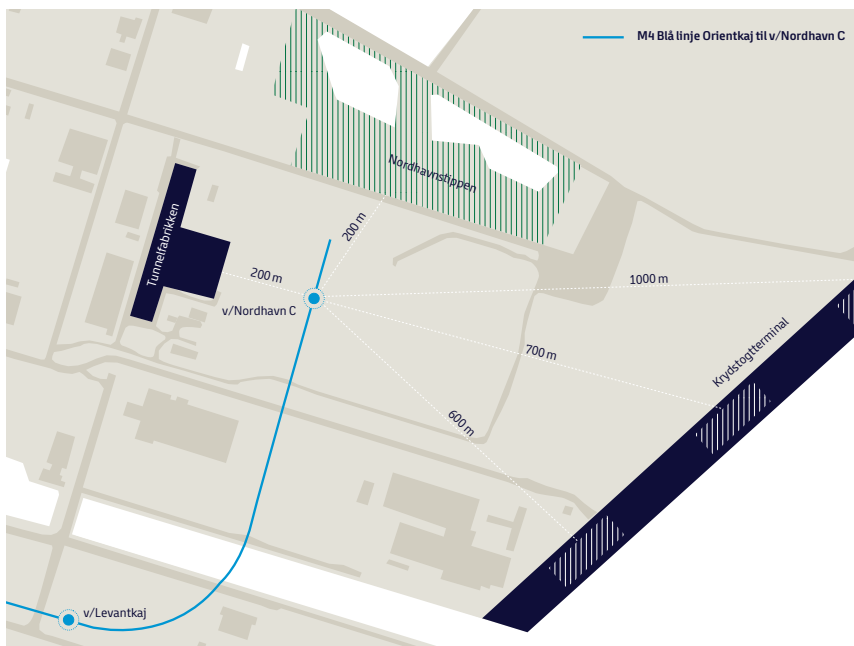 M4 Blå linje Orientkaj til v/Nordhavn C
Nordhavnstippen
Tunnelfabrikken
200 m
200 m
v/Nordhavn C
1000 m
700 m
600 m
Krydstogtterminal
v/Levantkaj